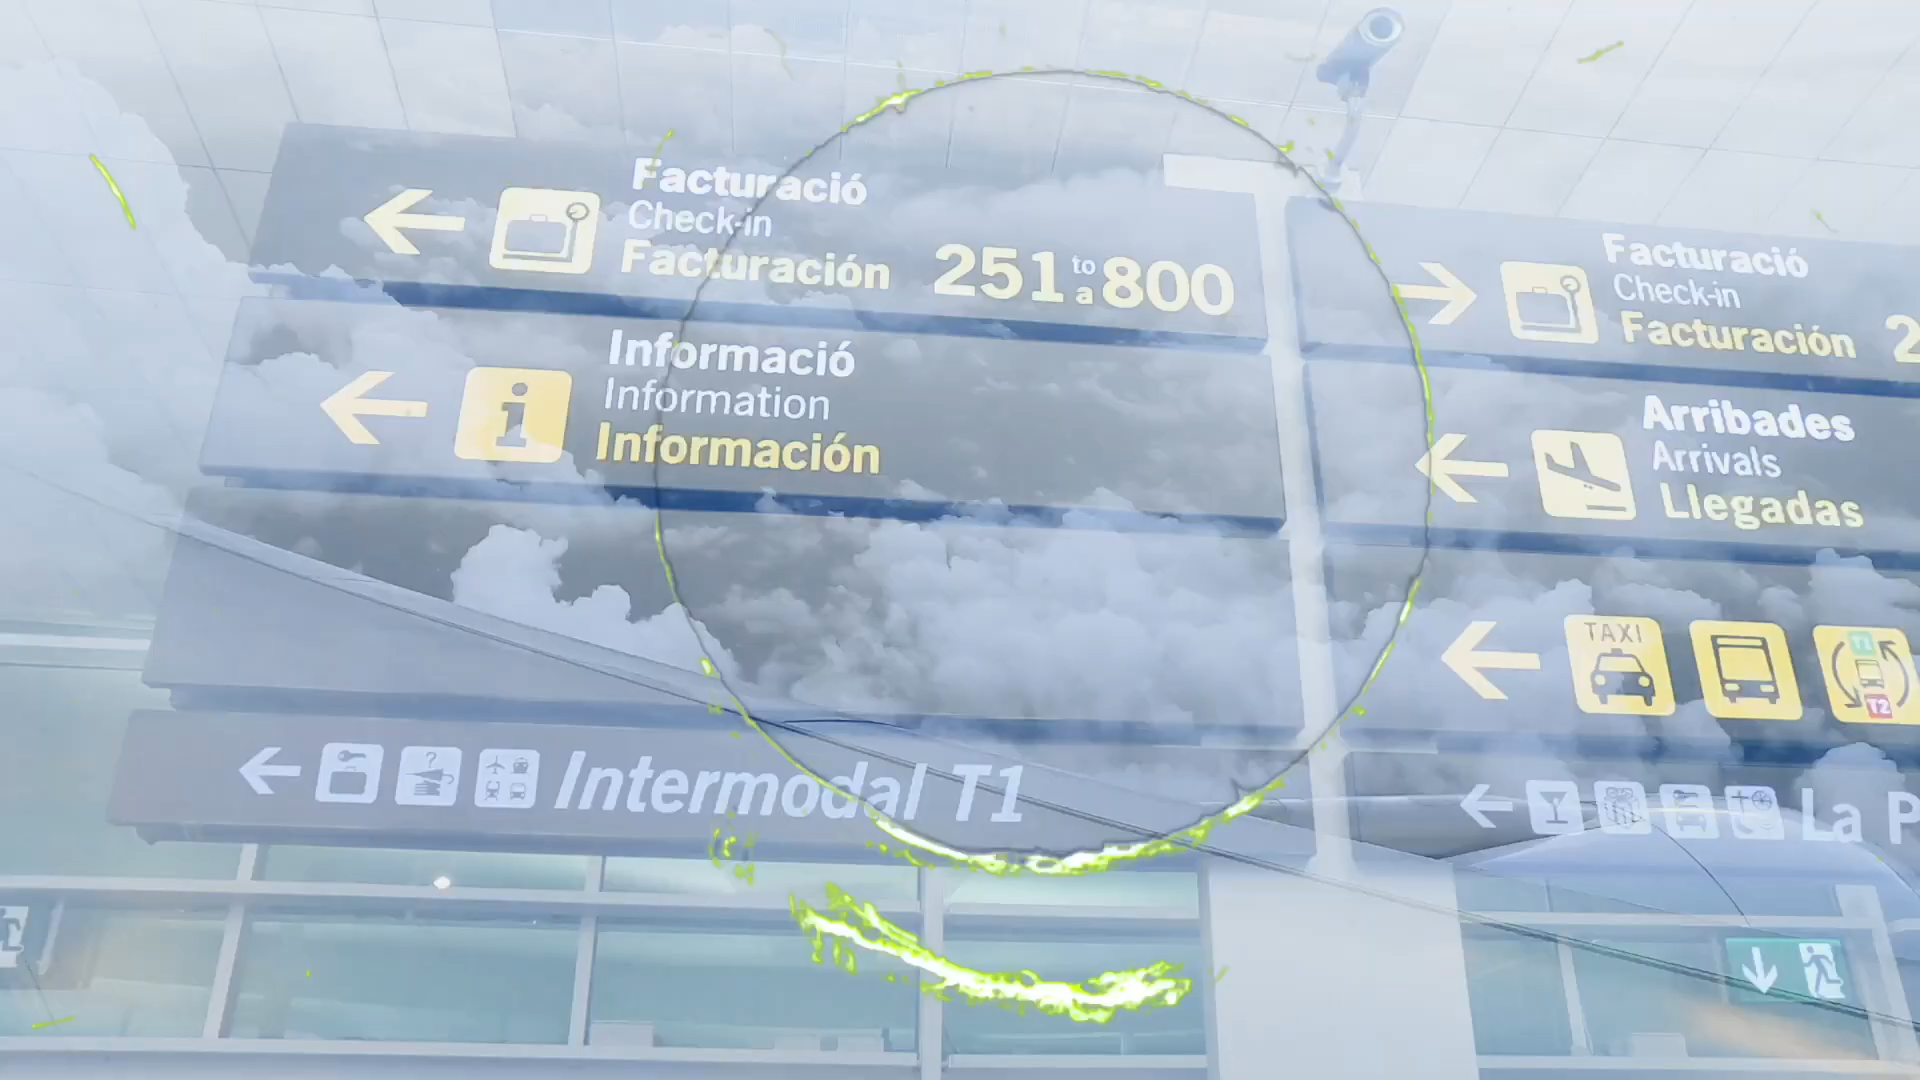 Facturació
Check-in
Facturación
251 to a 800
Informació
Information
Información
Intermodal T1
Facturació
Check-in
Facturación
2
Arribades
Arrivals
Llegadas
TAXI
T1
T2
La P